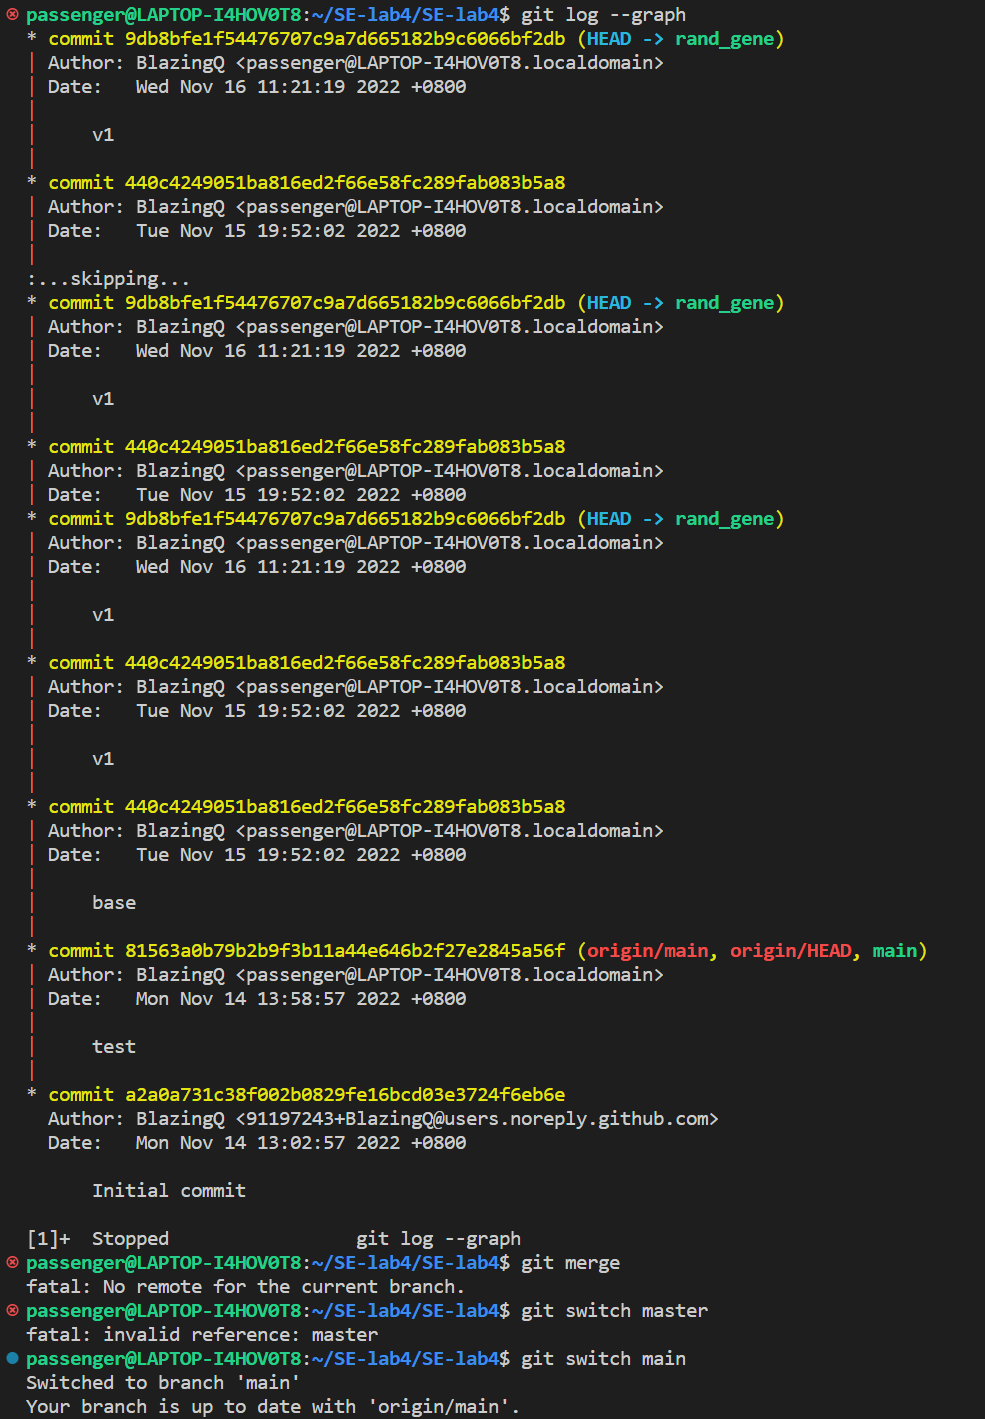 passenger@LAPTOP-I4HOV0T8:~/SE-lab4/SE-lab4$ git log --graph
* commit 9db8bfe1f54476707c9a7d665182b9c6066bf2db (HEAD -> rand_gene)
| Author: BlazingQ <passenger@LAPTOP-I4HOV0T8.localdomain>
| Date:   Wed Nov 16 11:21:19 2022 +0800
|
|     v1
|
* commit 440c4249051ba816ed2f66e58fc289fab083b5a8
| Author: BlazingQ <passenger@LAPTOP-I4HOV0T8.localdomain>
| Date:   Tue Nov 15 19:52:02 2022 +0800
|
:...skipping...
* commit 9db8bfe1f54476707c9a7d665182b9c6066bf2db (HEAD -> rand_gene)
| Author: BlazingQ <passenger@LAPTOP-I4HOV0T8.localdomain>
| Date:   Wed Nov 16 11:21:19 2022 +0800
|
|     v1
|
* commit 440c4249051ba816ed2f66e58fc289fab083b5a8
| Author: BlazingQ <passenger@LAPTOP-I4HOV0T8.localdomain>
| Date:   Tue Nov 15 19:52:02 2022 +0800
* commit 9db8bfe1f54476707c9a7d665182b9c6066bf2db (HEAD -> rand_gene)
| Author: BlazingQ <passenger@LAPTOP-I4HOV0T8.localdomain>
| Date:   Wed Nov 16 11:21:19 2022 +0800
|
|     v1
|
* commit 440c4249051ba816ed2f66e58fc289fab083b5a8
| Author: BlazingQ <passenger@LAPTOP-I4HOV0T8.localdomain>
| Date:   Tue Nov 15 19:52:02 2022 +0800
|
|     v1
|
* commit 440c4249051ba816ed2f66e58fc289fab083b5a8
| Author: BlazingQ <passenger@LAPTOP-I4HOV0T8.localdomain>
| Date:   Tue Nov 15 19:52:02 2022 +0800
|
|     base
|
* commit 81563a0b79b2b9f3b11a44e646b2f27e2845a56f (origin/main, origin/HEAD, main)
| Author: BlazingQ <passenger@LAPTOP-I4HOV0T8.localdomain>
| Date:   Mon Nov 14 13:58:57 2022 +0800
|
|     test
|
* commit a2a0a731c38f002b0829fe16bcd03e3724f6eb6e
  Author: BlazingQ <91197243+BlazingQ@users.noreply.github.com>
  Date:   Mon Nov 14 13:02:57 2022 +0800

      Initial commit

[1]+  Stopped                 git log --graph
passenger@LAPTOP-I4HOV0T8:~/SE-lab4/SE-lab4$ git merge
fatal: No remote for the current branch.
passenger@LAPTOP-I4HOV0T8:~/SE-lab4/SE-lab4$ git switch master
fatal: invalid reference: master
passenger@LAPTOP-I4HOV0T8:~/SE-lab4/SE-lab4$ git switch main
Switched to branch 'main'
Your branch is up to date with 'origin/main'.